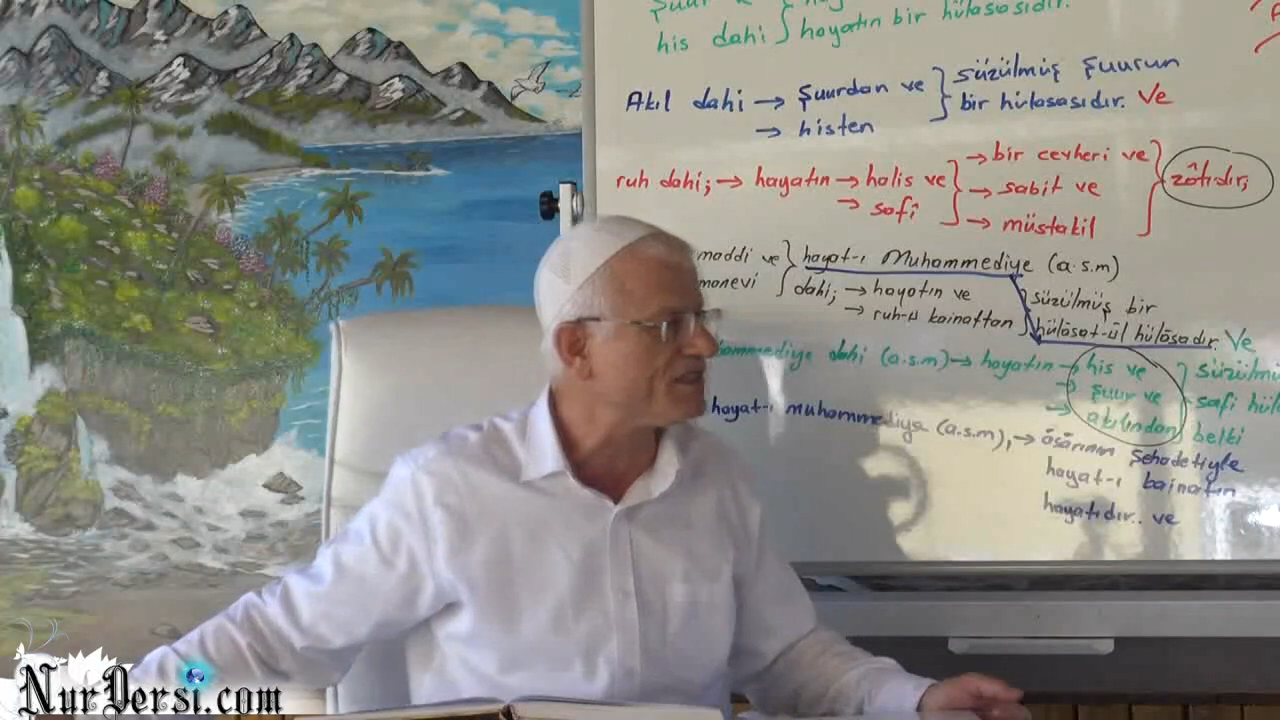 his dahi } hayatın bir hülasasıdır.
Akıl dahi → şuurdan ve } süzülmüş şuurun
→ histen } bir hülasasıdır. Ve
ruh dahi; → hayatın → halis ve } → bir cevheri ve } zâtıdır;
→ safî } → sabit ve
→ müstakil
maddi ve } hayat-ı Muhammediye (a.s.m)
manevi } dahi; → hayatın ve } süzülmüş bir
→ ruh-u kainattan } hülâsat-ül hülâsadır. Ve
dahi (a.s.m) → hayatın → his ve }
→ şuur ve } safi
→ aklından } belki
hayat-ı muhammediye (a.s.m), → âsârının şehadetiyle
hayat-ı kainatın
hayatıdır.. ve
NurDersi.com